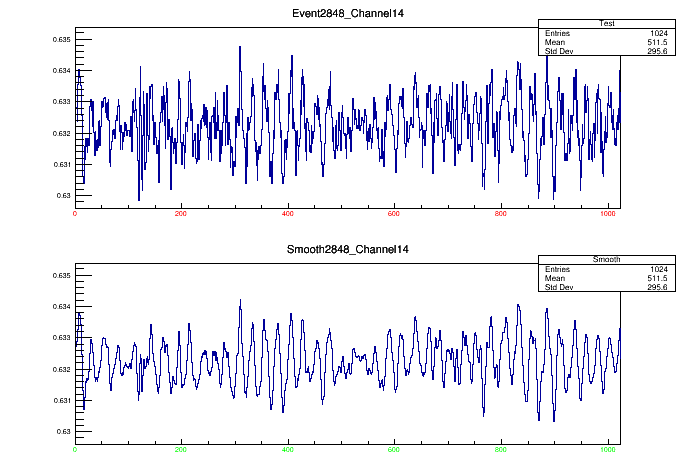 Event2848_Channel14
Test
Entries 1024
Mean 511.5
Std Dev 295.6
0.635
0.634
0.633
0.632
0.631
0.63
0 200 400 600 800 1000
Smooth2848_Channel14
Smooth
Entries 1024
Mean 511.5
Std Dev 295.6
0.635
0.634
0.633
0.632
0.631
0.63
0 200 400 600 800 1000